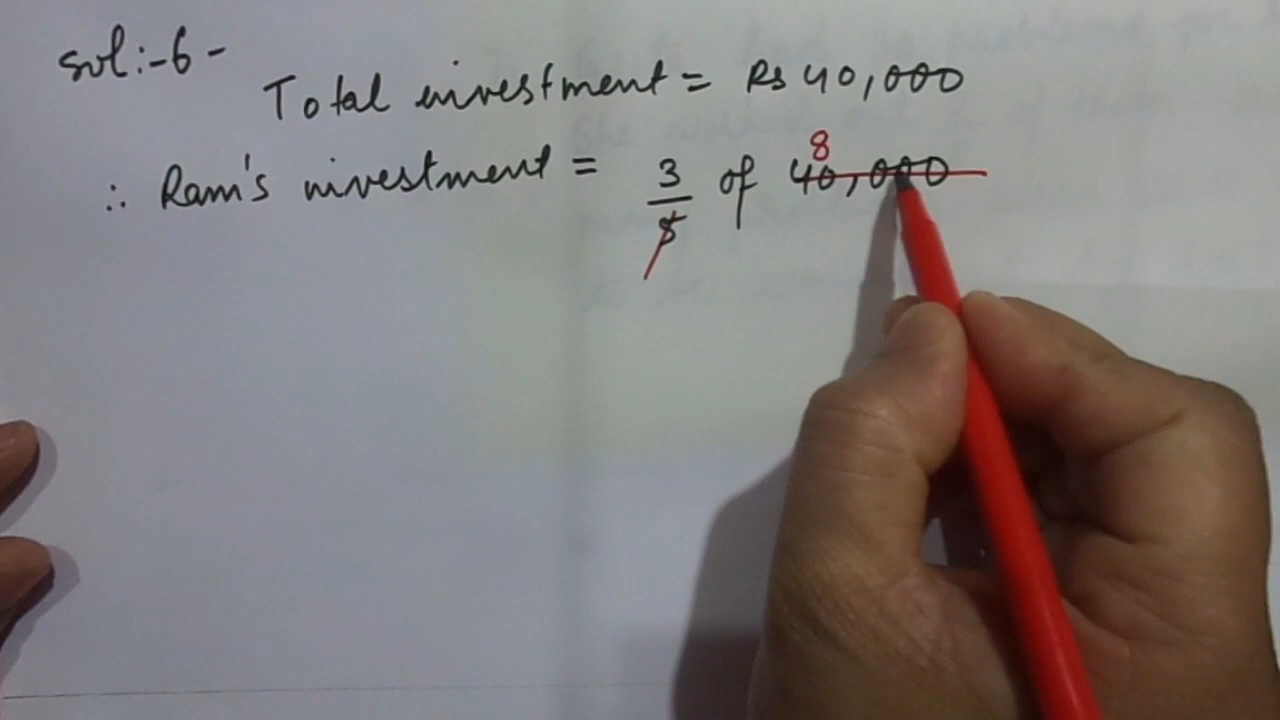 Sol:-6-
Total investment = Rs 40,000
∴ Ram's investment = 3/5 of 40,000
8